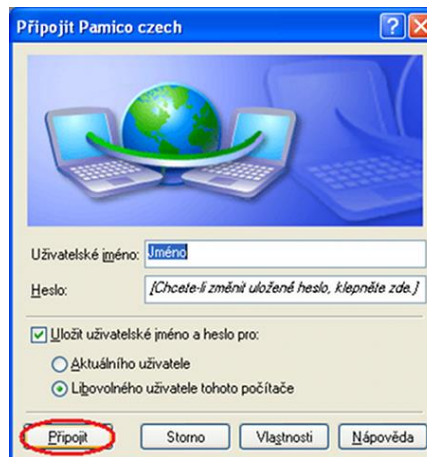 Připojit Pamico czech
Uživatelské jméno: Jméno
Heslo: [Chcete-li změnit uložené heslo, klepněte zde.]
Uložit uživatelské jméno a heslo pro:
Aktuálního uživatele
Libovolného uživatele tohoto počítače
Připojit Storno Vlastnosti Nápověda